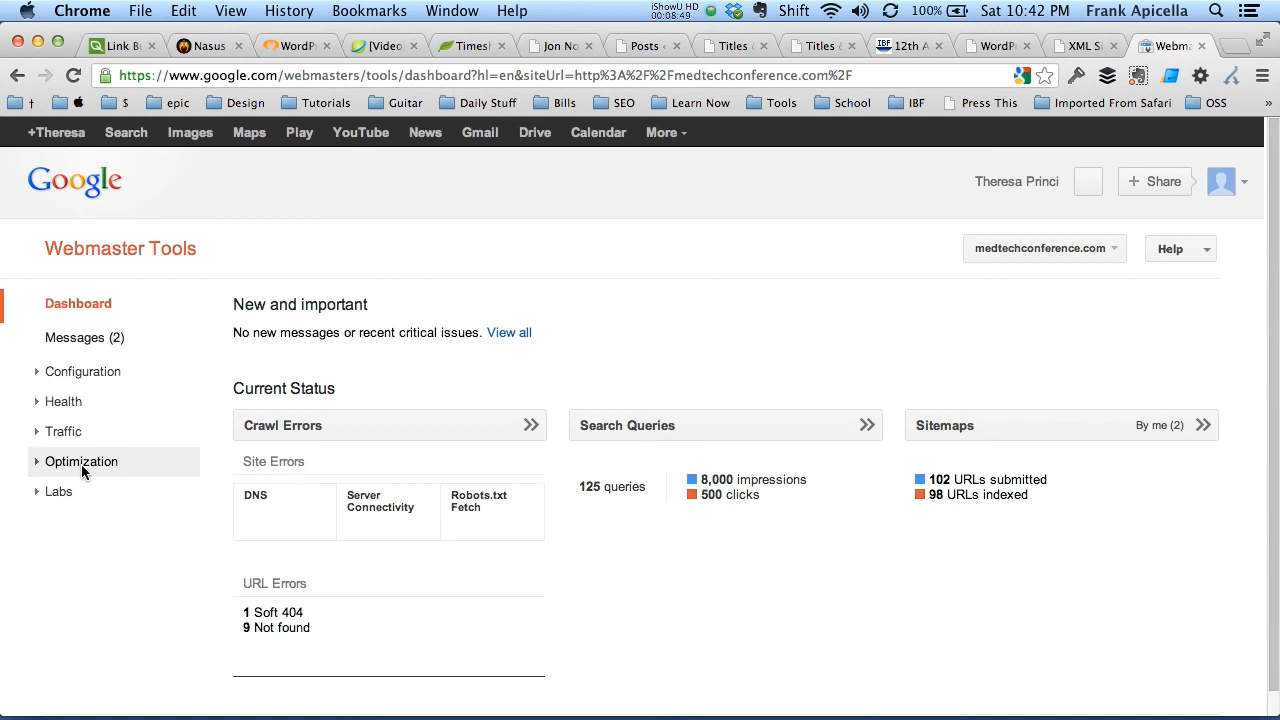 Chrome File Edit View History Bookmarks Window Help iShowU HD 00:08:49 Shift 100% Sat 10:42 PM Frank Apicella
Link B Nasus WordP [Video Times Jon No Posts Titles Titles 12th A WordP XML S Webma
https://www.google.com/webmasters/tools/dashboard?hl=en&siteUrl=http%3A%2F%2Fmedtechconference.com%2F
† $ epic Design Tutorials Guitar Daily Stuff Bills SEO Learn Now Tools School IBF Press This Imported From Safari OSS »
+Theresa Search Images Maps Play YouTube News Gmail Drive Calendar More
Google
Theresa Princi
+ Share
Webmaster Tools
medtechconference.com
Help
Dashboard
Messages (2)
Configuration
Health
Traffic
Optimization
Labs
New and important
No new messages or recent critical issues. View all
Current Status
Crawl Errors
Site Errors
DNS
Server Connectivity
Robots.txt Fetch
URL Errors
1 Soft 404
9 Not found
Search Queries
125 queries
8,000 impressions
500 clicks
Sitemaps
By me (2)
102 URLs submitted
98 URLs indexed